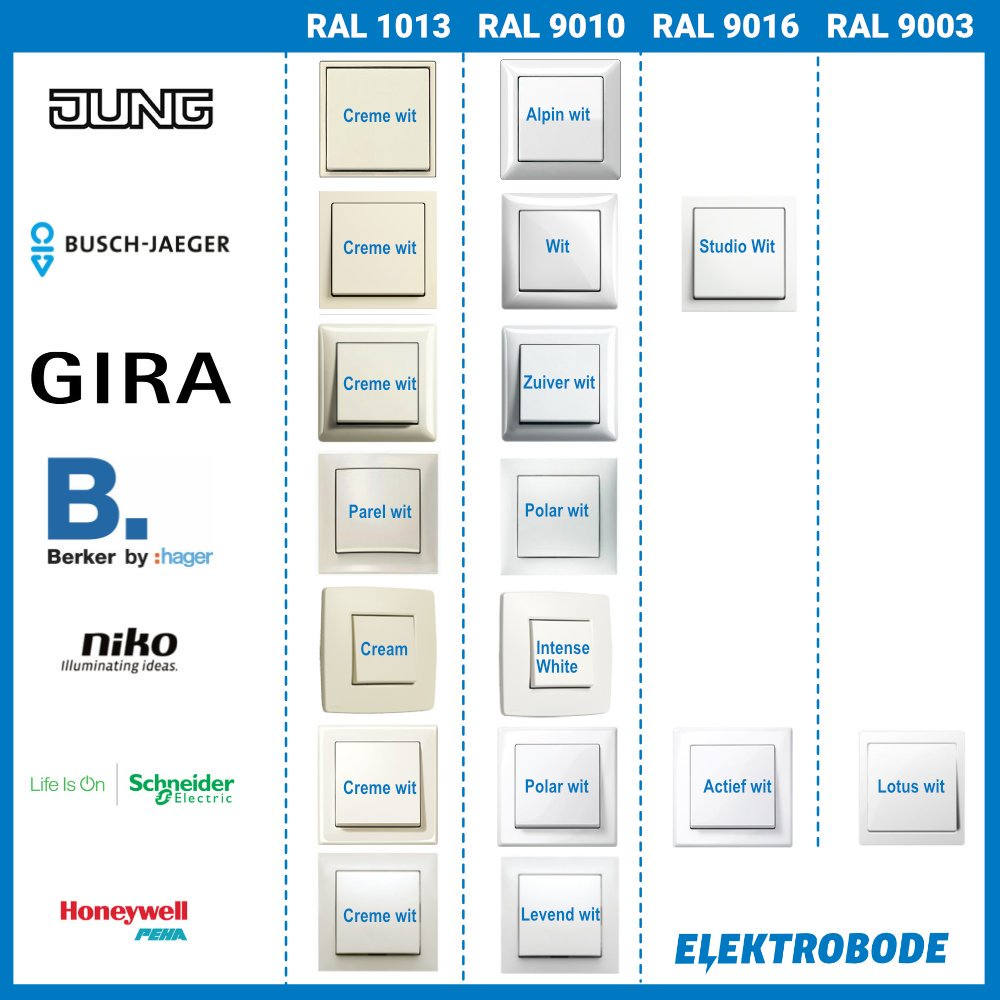 RAL 1013 RAL 9010 RAL 9016 RAL 9003
JUNG
Creme wit
Alpin wit
BUSCH-JAEGER
Creme wit
Wit
Studio Wit
GIRA
Creme wit
Zuiver wit
B.
Berker by :hager
Parel wit
Polar wit
niko
Illuminating ideas.
Cream
Intense
White
Life Is On
Schneider
Electric
Creme wit
Polar wit
Actief wit
Lotus wit
Honeywell
PEHA
Creme wit
Levend wit
ELEKTROBODE